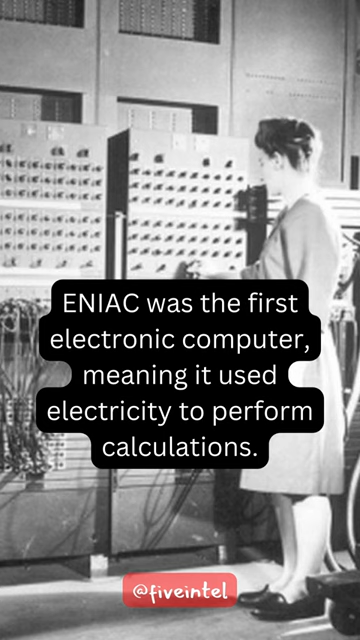 ENIAC was the first
electronic computer,
meaning it used
electricity to perform
calculations.
@fiveintel